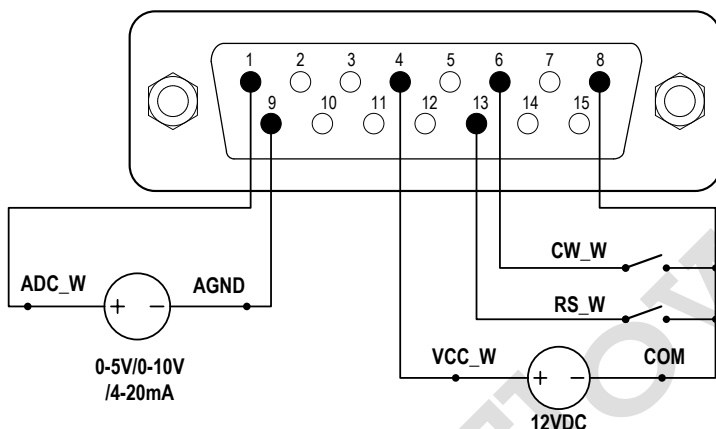 1 2 3 4 5 6 7 8
9 10 11 12 13 14 15
CW_W
ADC_W AGND
RS_W
0-5V/0-10V
/4-20mA
VCC_W COM
12VDC